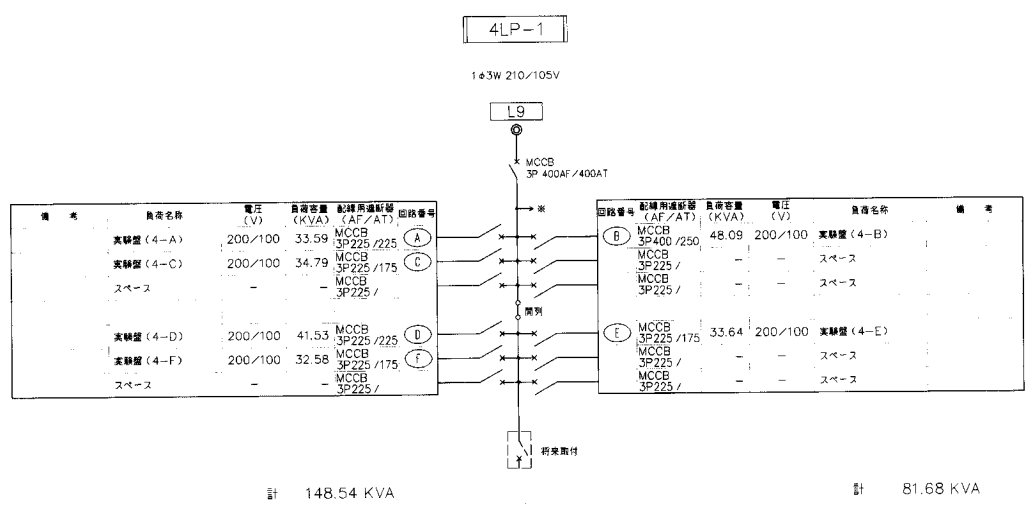 4LP-1
1φ3W 210/105V
L9
MCCB
3P 400AF/400AT
※
備 考 負荷名称 電圧(V) 負荷容量(KVA) 配線用遮断器(AF/AT) 回路番号
実験盤(4-A) 200/100 33.59 MCCB 3P225/225 A
実験盤(4-C) 200/100 34.79 MCCB 3P225/175 C
スペース - - MCCB 3P225/
実験盤(4-D) 200/100 41.53 MCCB 3P225/225 D
実験盤(4-F) 200/100 32.58 MCCB 3P225/175 F
スペース - - MCCB 3P225/
回路番号 配線用遮断器(AF/AT) 負荷容量(KVA) 電圧(V) 負荷名称 備 考
B MCCB 3P400/250 48.09 200/100 実験盤(4-B)
MCCB 3P225/ - - スペース
MCCB 3P225/ - - スペース
開列
E MCCB 3P225/175 33.64 200/100 実験盤(4-E)
MCCB 3P225/ - - スペース
MCCB 3P225/ - - スペース
将来取付
計 148.54 KVA
計 81.68 KVA